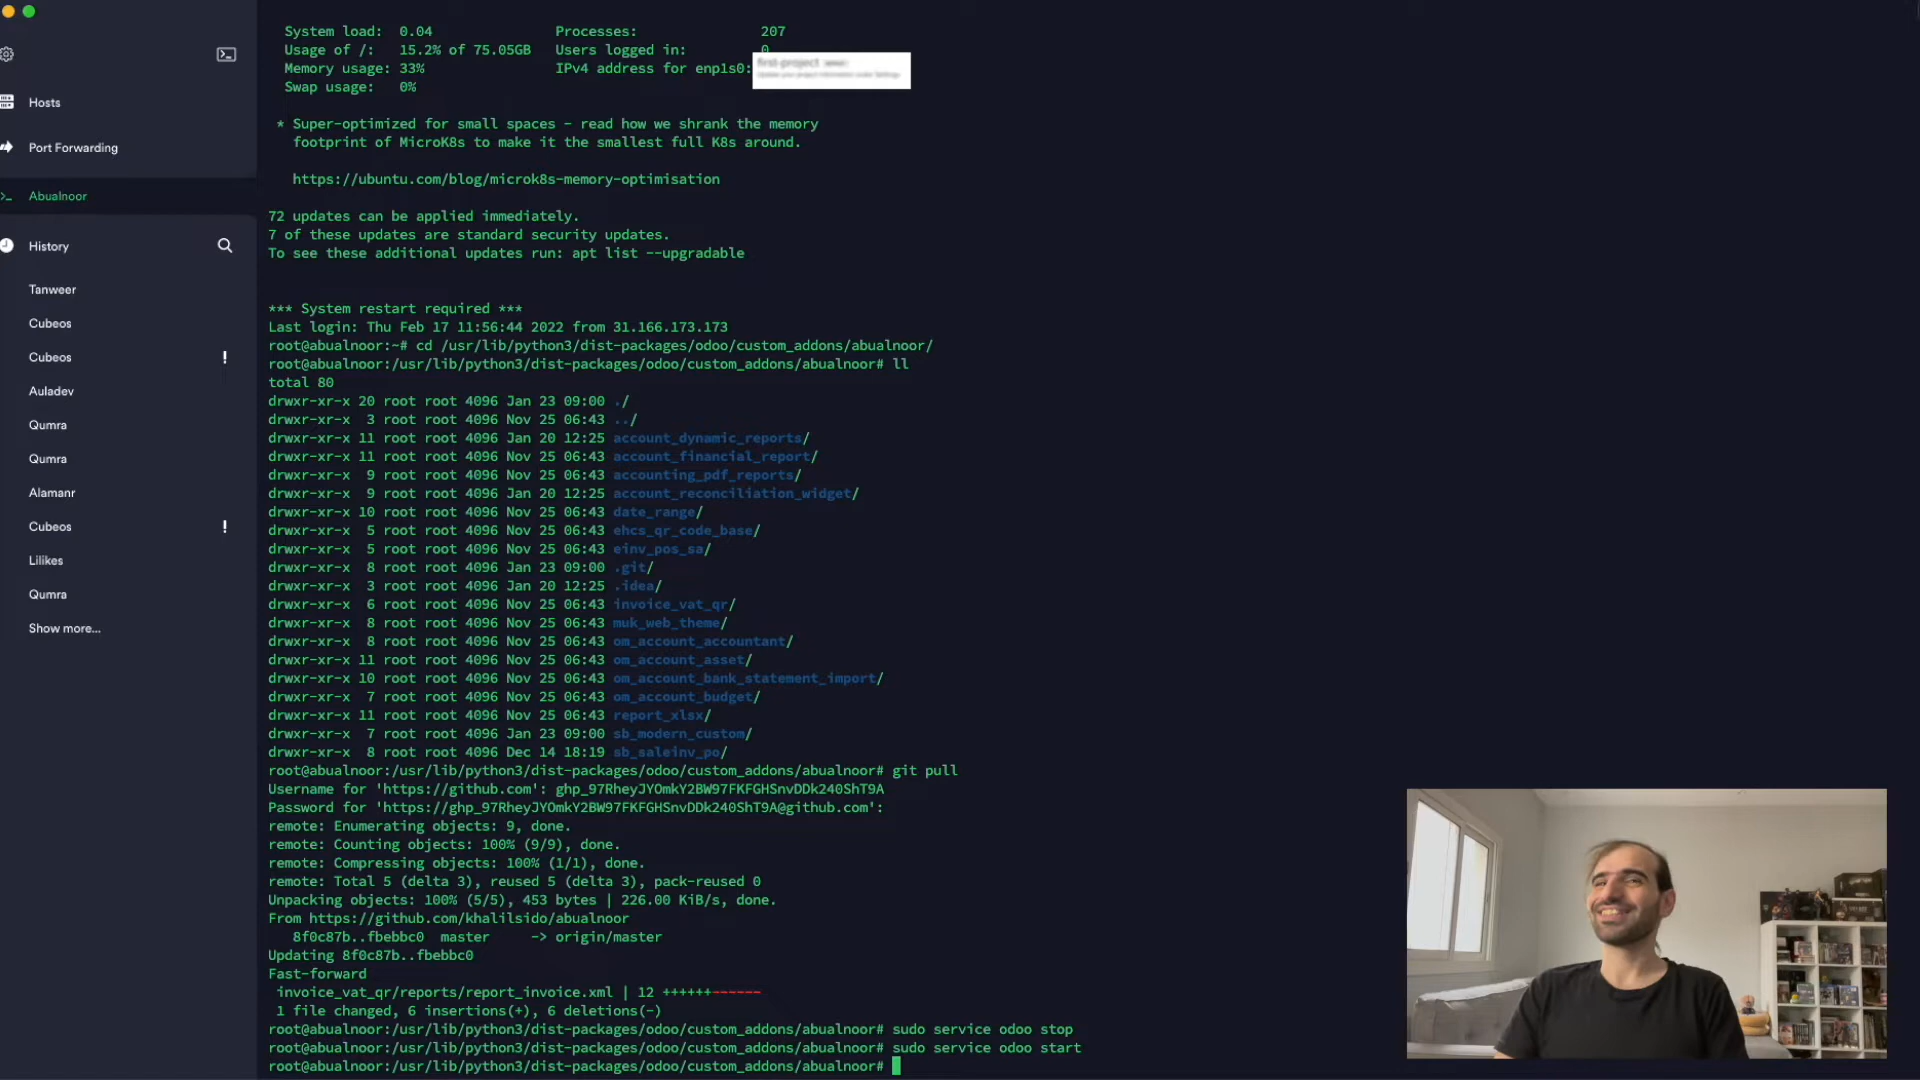 System load: 0.04 Processes: 207
Usage of /: 15.2% of 75.05GB Users logged in: 0
Memory usage: 33% IPv4 address for enp1s0:
first-project
Update your project information under Settings
Swap usage: 0%
* Super-optimized for small spaces - read how we shrank the memory
footprint of MicroK8s to make it the smallest full K8s around.
https://ubuntu.com/blog/microk8s-memory-optimisation
72 updates can be applied immediately.
7 of these updates are standard security updates.
To see these additional updates run: apt list --upgradable
*** System restart required ***
Last login: Thu Feb 17 11:56:44 2022 from 31.166.173.173
root@abualnoor:~# cd /usr/lib/python3/dist-packages/odoo/custom_addons/abualnoor/
root@abualnoor:/usr/lib/python3/dist-packages/odoo/custom_addons/abualnoor# ll
total 80
drwxr-xr-x 20 root root 4096 Jan 23 09:00 ./
drwxr-xr-x 3 root root 4096 Nov 25 06:43 ../
drwxr-xr-x 11 root root 4096 Jan 20 12:25 account_dynamic_reports/
drwxr-xr-x 11 root root 4096 Nov 25 06:43 account_financial_report/
drwxr-xr-x 9 root root 4096 Nov 25 06:43 accounting_pdf_reports/
drwxr-xr-x 9 root root 4096 Jan 20 12:25 account_reconciliation_widget/
drwxr-xr-x 10 root root 4096 Nov 25 06:43 date_range/
drwxr-xr-x 5 root root 4096 Nov 25 06:43 ehcs_qr_code_base/
drwxr-xr-x 5 root root 4096 Nov 25 06:43 einv_pos_sa/
drwxr-xr-x 8 root root 4096 Jan 23 09:00 .git/
drwxr-xr-x 3 root root 4096 Jan 20 12:25 .idea/
drwxr-xr-x 6 root root 4096 Nov 25 06:43 invoice_vat_qr/
drwxr-xr-x 8 root root 4096 Nov 25 06:43 muk_web_theme/
drwxr-xr-x 8 root root 4096 Nov 25 06:43 om_account_accountant/
drwxr-xr-x 11 root root 4096 Nov 25 06:43 om_account_asset/
drwxr-xr-x 10 root root 4096 Nov 25 06:43 om_account_bank_statement_import/
drwxr-xr-x 7 root root 4096 Nov 25 06:43 om_account_budget/
drwxr-xr-x 11 root root 4096 Nov 25 06:43 report_xlsx/
drwxr-xr-x 7 root root 4096 Jan 23 09:00 sb_modern_custom/
drwxr-xr-x 8 root root 4096 Dec 14 18:19 sb_saleinv_po/
root@abualnoor:/usr/lib/python3/dist-packages/odoo/custom_addons/abualnoor# git pull
Username for 'https://github.com': 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
Password for 'https://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@github.com':
remote: Enumerating objects: 9, done.
remote: Counting objects: 100% (9/9), done.
remote: Compressing objects: 100% (1/1), done.
remote: Total 5 (delta 3), reused 5 (delta 3), pack-reused 0
Unpacking objects: 100% (5/5), 453 bytes | 226.00 KiB/s, done.
From https://github.com/khalilsido/abualnoor
8f0c87b..fbebbc0 master -> origin/master
Updating 8f0c87b..fbebbc0
Fast-forward
invoice_vat_qr/reports/report_invoice.xml | 12 ++++++------
1 file changed, 6 insertions(+), 6 deletions(-)
root@abualnoor:/usr/lib/python3/dist-packages/odoo/custom_addons/abualnoor# sudo service odoo stop
root@abualnoor:/usr/lib/python3/dist-packages/odoo/custom_addons/abualnoor# sudo service odoo start
root@abualnoor:/usr/lib/python3/dist-packages/odoo/custom_addons/abualnoor#
Hosts
Port Forwarding
Abualnoor
History
Tanweer
Cubeos
Cubeos !
Auladev
Qumra
Qumra
Alamanr
Cubeos !
Lilikes
Qumra
Show more...